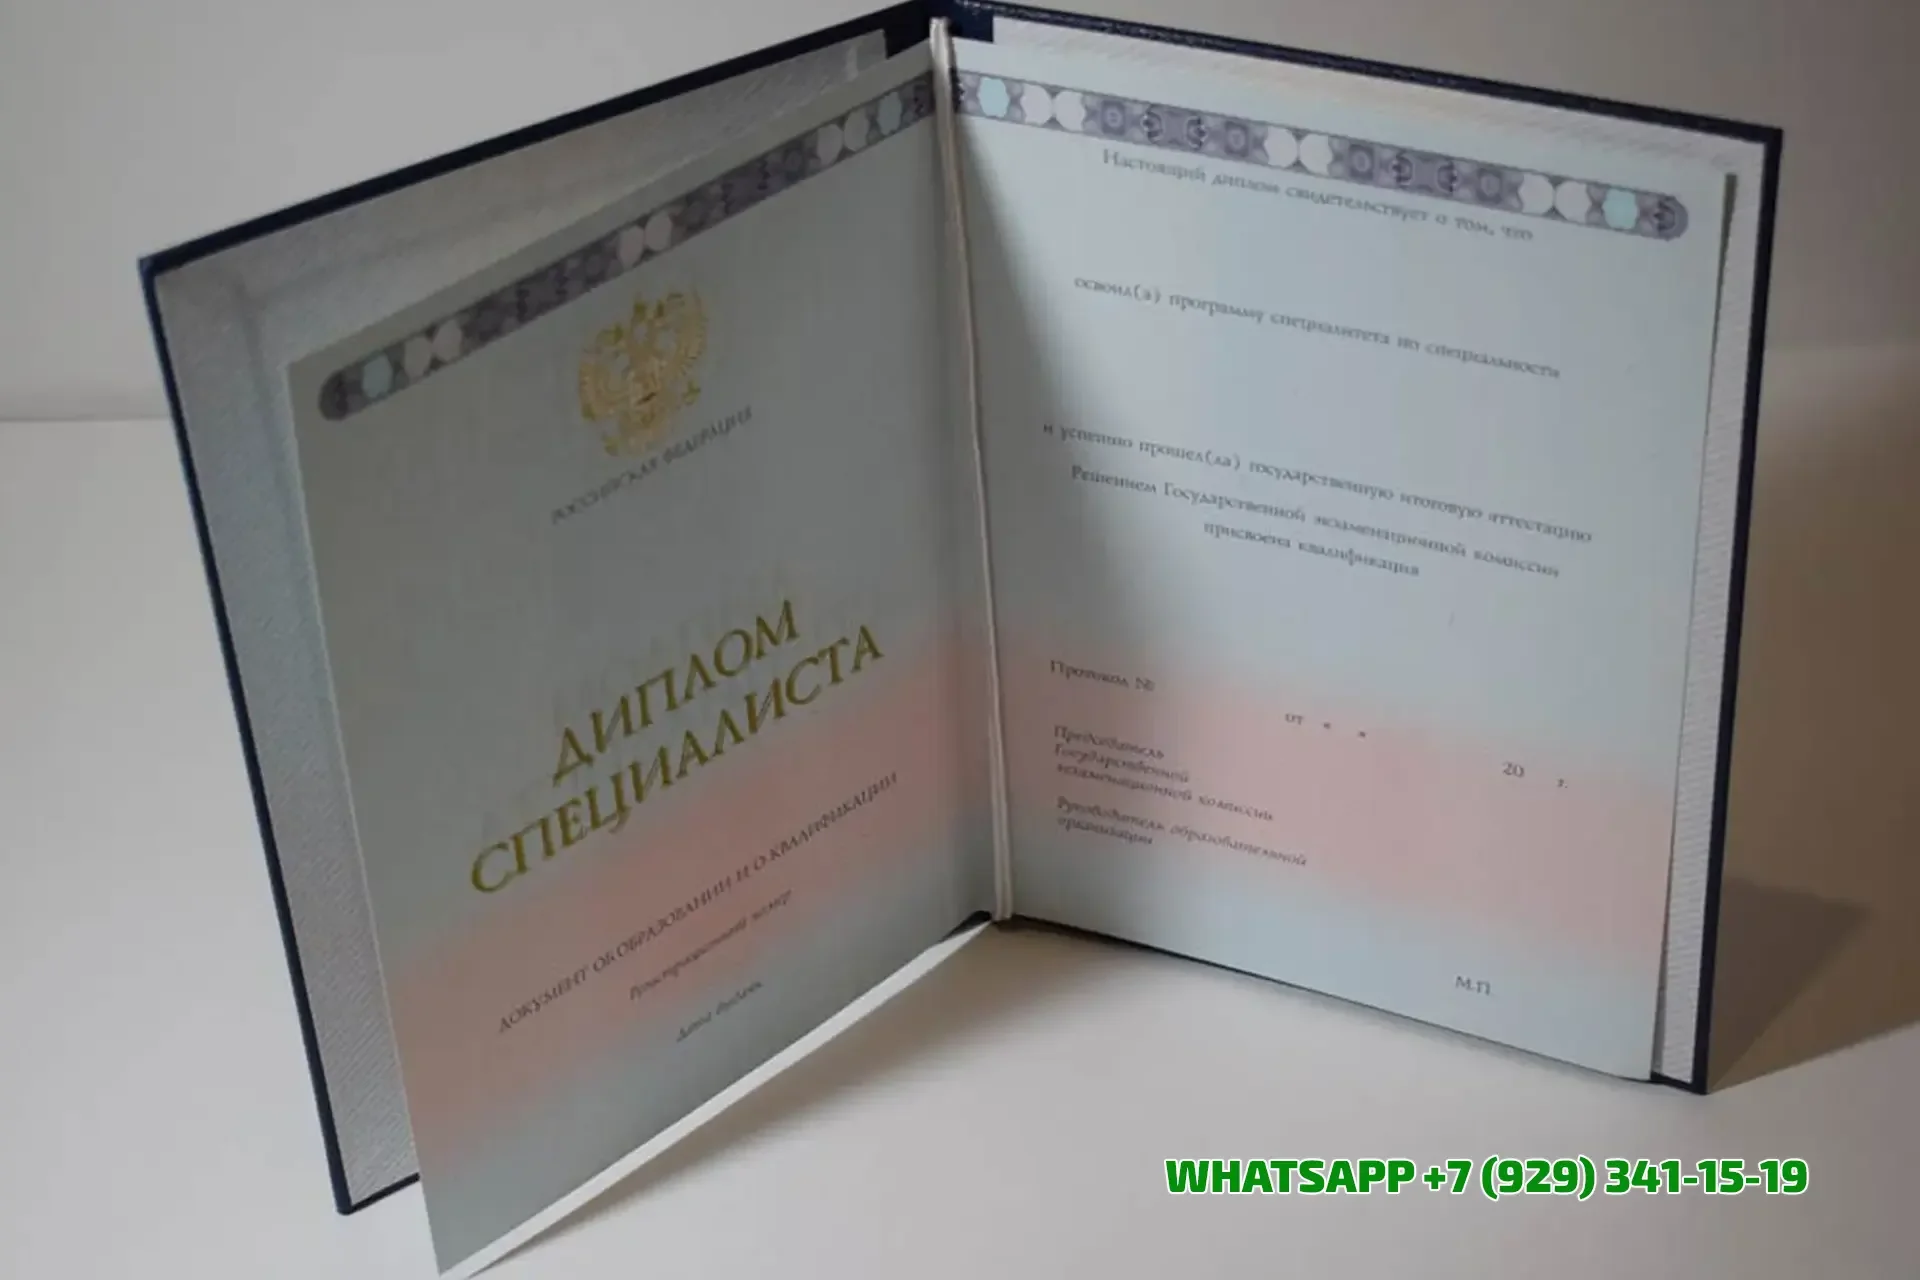 РОССИЙСКАЯ ФЕДЕРАЦИЯ
ДИПЛОМ
СПЕЦИАЛИСТА
ДОКУМЕНТ ОБ ОБРАЗОВАНИИ И О КВАЛИФИКАЦИИ
Регистрационный номер
Дата выдачи
Настоящий диплом свидетельствует о том, что
освоил(а) программу специалитета по специальности
и успешно прошел(ла) государственную итоговую аттестацию
Решением Государственной экзаменационной комиссии
присвоена квалификация
Протокол №
от « » 20 г.
Председатель
Государственной
экзаменационной комиссии
Руководитель образовательной
организации
М.П.
WHATSAPP +7 (929) 341-15-19